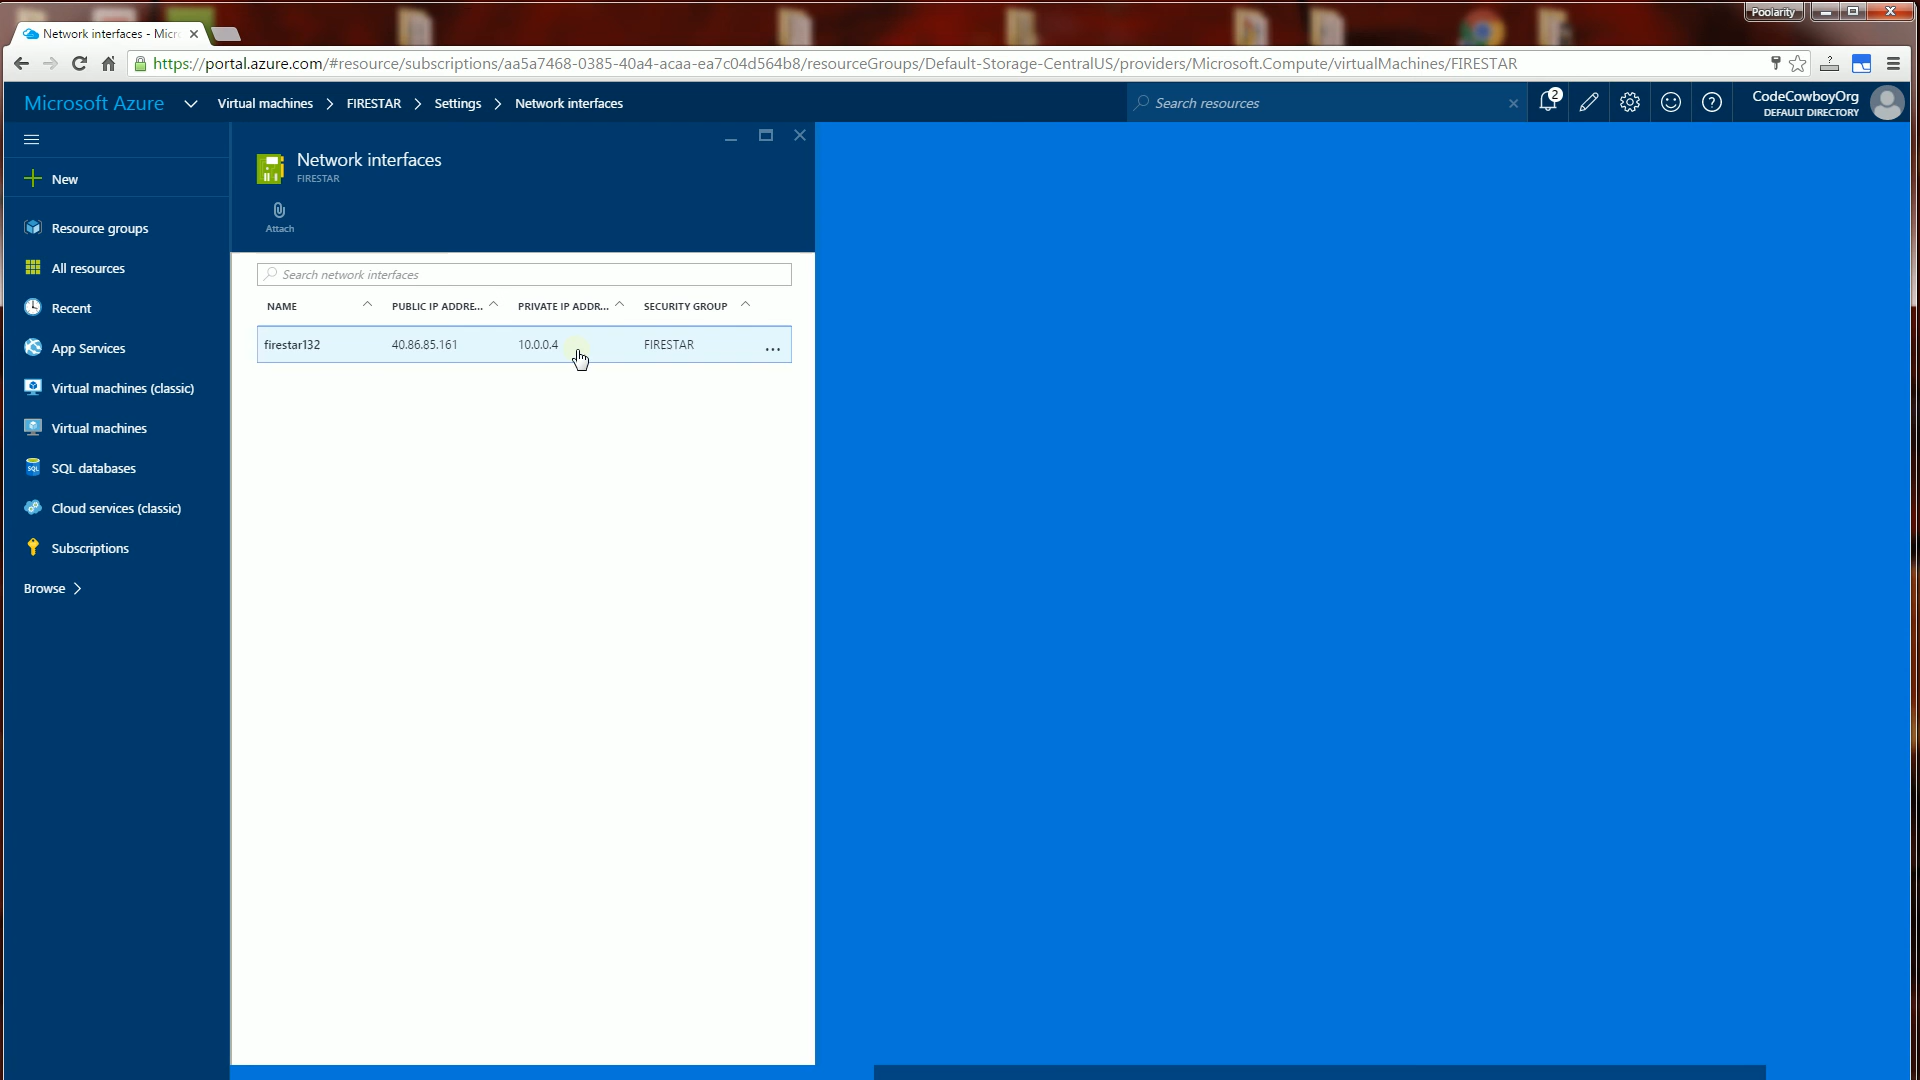 Poolarity
Network interfaces - Micr
https://portal.azure.com/#resource/subscriptions/aa5a7468-0385-40a4-acaa-ea7c04d564b8/resourceGroups/Default-Storage-CentralUS/providers/Microsoft.Compute/virtualMachines/FIRESTAR
Microsoft Azure Virtual machines > FIRESTAR > Settings > Network interfaces Search resources 2 CodeCowboyOrg
DEFAULT DIRECTORY
New
Resource groups
All resources
Recent
App Services
Virtual machines (classic)
Virtual machines
SQL databases
Cloud services (classic)
Subscriptions
Browse >
Network interfaces
FIRESTAR
Attach
Search network interfaces
NAME PUBLIC IP ADDRE... PRIVATE IP ADDR... SECURITY GROUP
firestar132 40.86.85.161 10.0.0.4 FIRESTAR ...